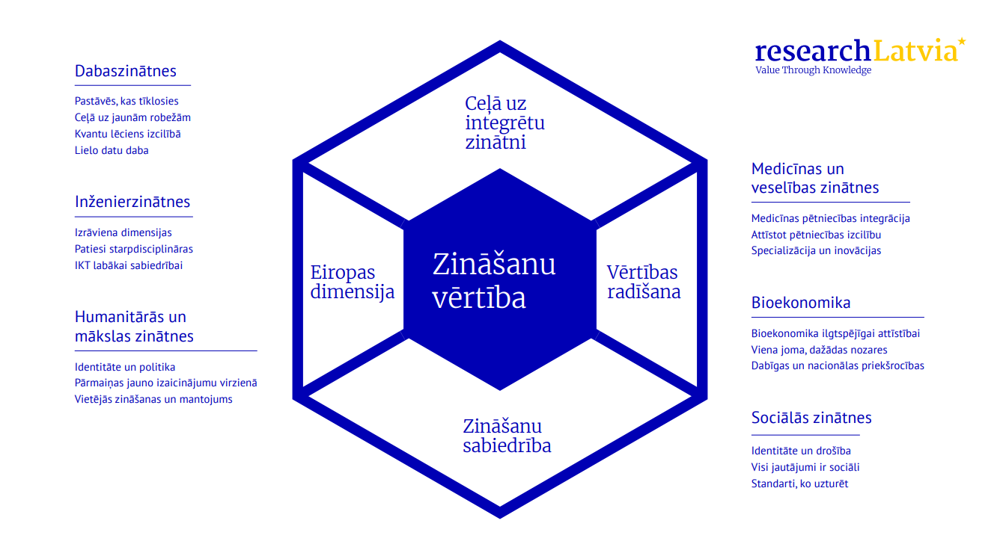 Dabaszinātnes
Pastāvēs, kas tīklosies
Ceļā uz jaunām robežām
Kvantu lēciens izcilībā
Lielo datu daba
Inženierzinātnes
Izrāviena dimensijas
Patiesi starpdisciplināras
IKT labākai sabiedrībai
Humanitārās un
mākslas zinātnes
Identitāte un politika
Pārmaiņas jauno izaicinājumu virzienā
Vietējās zināšanas un mantojums
Ceļā uz
integrētu
zinātni
Eiropas
dimensija
Zināšanu
vērtība
Vērtības
radīšana
Zināšanu
sabiedrība
researchLatvia
Value Through Knowledge
Medicīnas un
veselības zinātnes
Medicīnas pētniecības integrācija
Attīstot pētniecības izcilību
Specializācija un inovācijas
Bioekonomika
Bioekonomika ilgtspējīgai attīstībai
Viena joma, dažādas nozares
Dabīgas un nacionālas priekšrocības
Sociālās zinātnes
Identitāte un drošība
Visi jautājumi ir sociāli
Standarti, ko uzturēt